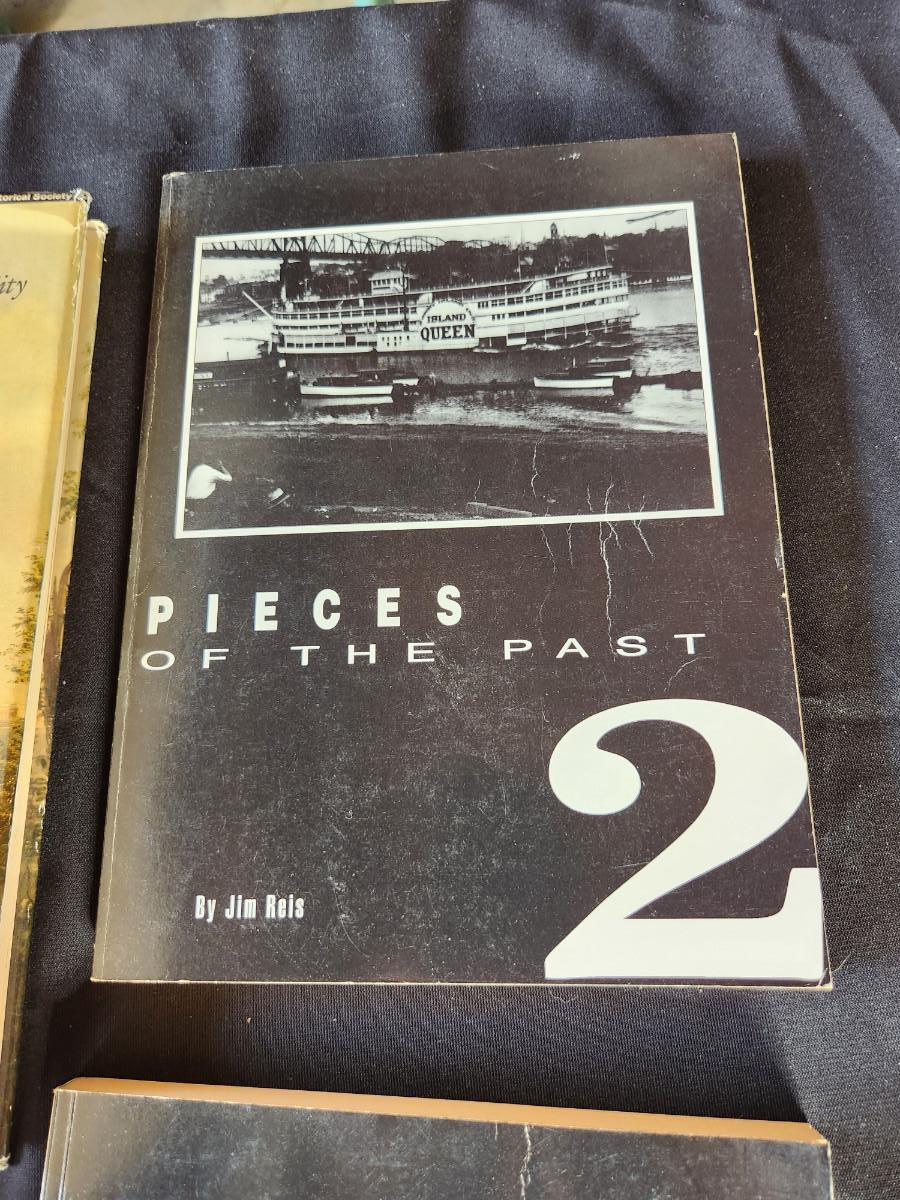 torical Society
ity
ISLAND
QUEEN
PIECES
OF THE PAST
2
By Jim Reis